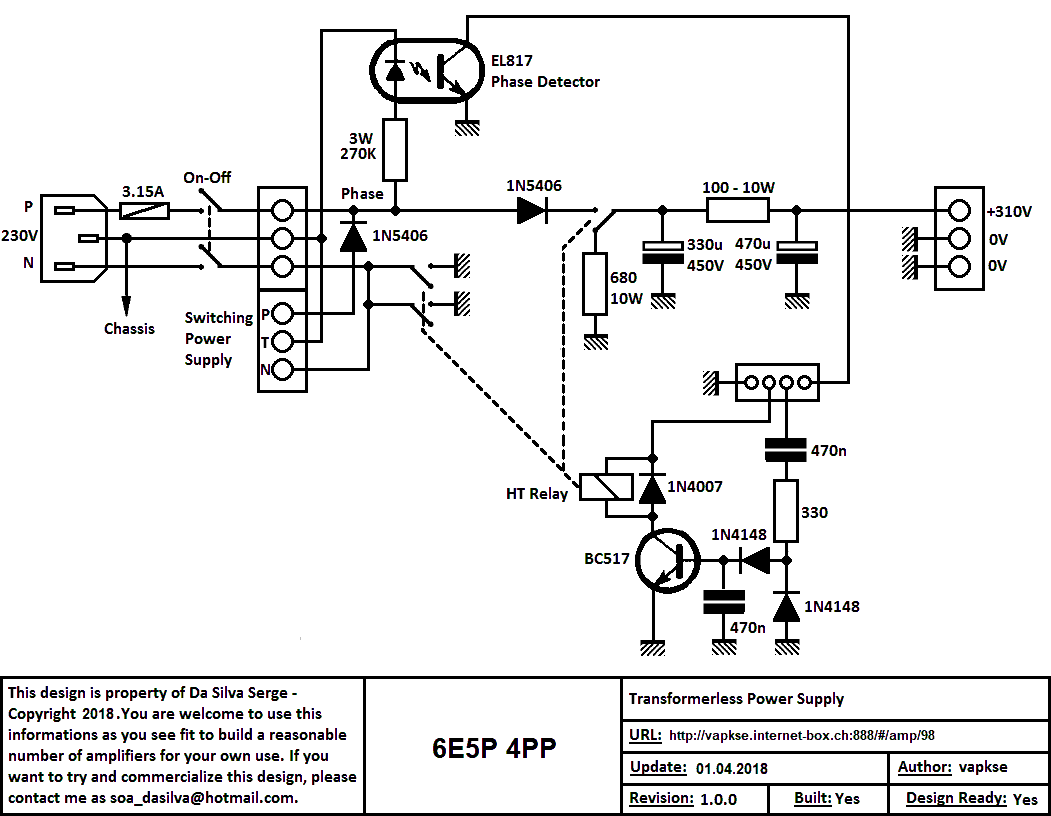 EL817
Phase Detector
3W
270K
On-Off
3.15A
Phase
1N5406
100 - 10W
P
230V
N
1N5406
+310V
0V
0V
330u
450V
470u
450V
680
10W
Chassis
Switching
Power
Supply
P
T
N
470n
HT Relay
1N4007
330
1N4148
BC517
1N4148
470n
This design is property of Da Silva Serge -
Copyright 2018.You are welcome to use this
informations as you see fit to build a reasonable
number of amplifiers for your own use. If you
want to try and commercialize this design, please
contact me as soa_dasilva@hotmail.com.
6E5P 4PP
Transformerless Power Supply
URL: http://vapkse.internet-box.ch:888/#/amp/98
Update: 01.04.2018
Author: vapkse
Revision: 1.0.0
Built: Yes
Design Ready: Yes